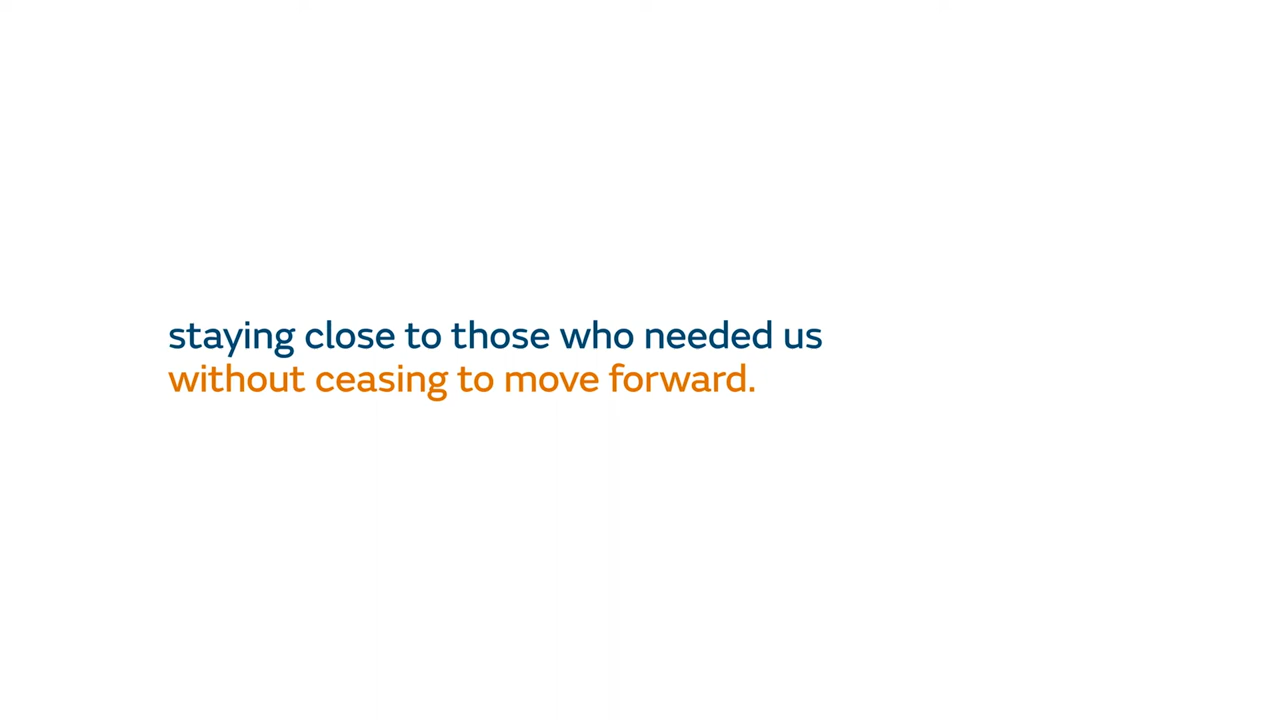 staying close to those who needed us
without ceasing to move forward.